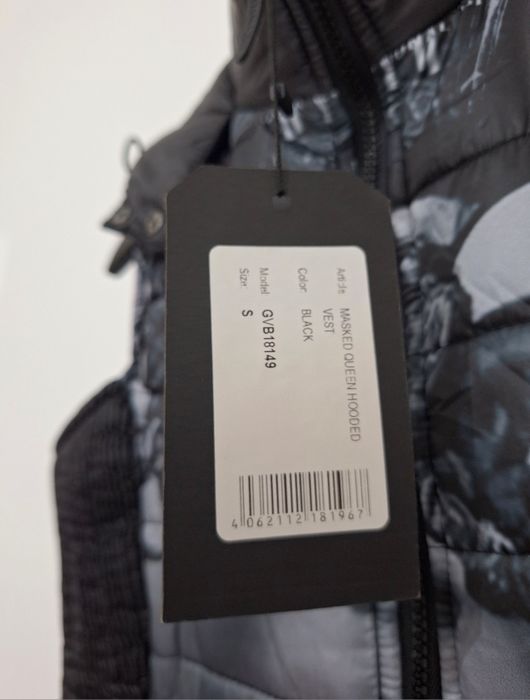 Article: MASKED QUEEN HOODED
VEST
Color: BLACK
Model GVB18149
Size: S
4 062112 181967